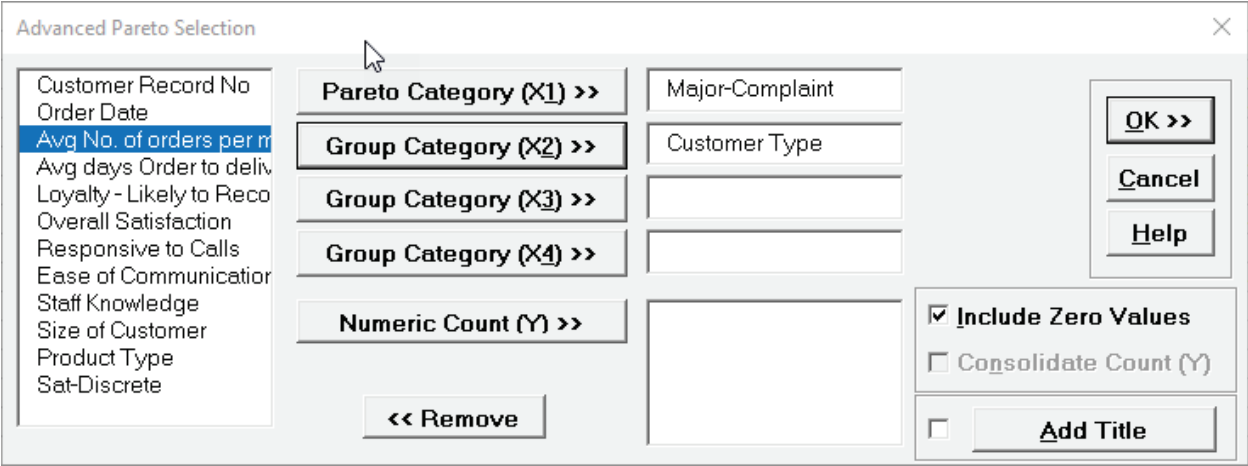 Advanced Pareto Selection
Customer Record No
Order Date
Avg No. of orders per m
Avg days Order to deliv
Loyalty - Likely to Reco
Overall Satisfaction
Responsive to Calls
Ease of Communication
Staff Knowledge
Size of Customer
Product Type
Sat-Discrete
Pareto Category (X1) >>
Group Category (X2) >>
Group Category (X3) >>
Group Category (X4) >>
Numeric Count (Y) >>
<< Remove
Major-Complaint
Customer Type
OK >>
Cancel
Help
Include Zero Values
Consolidate Count (Y)
Add Title